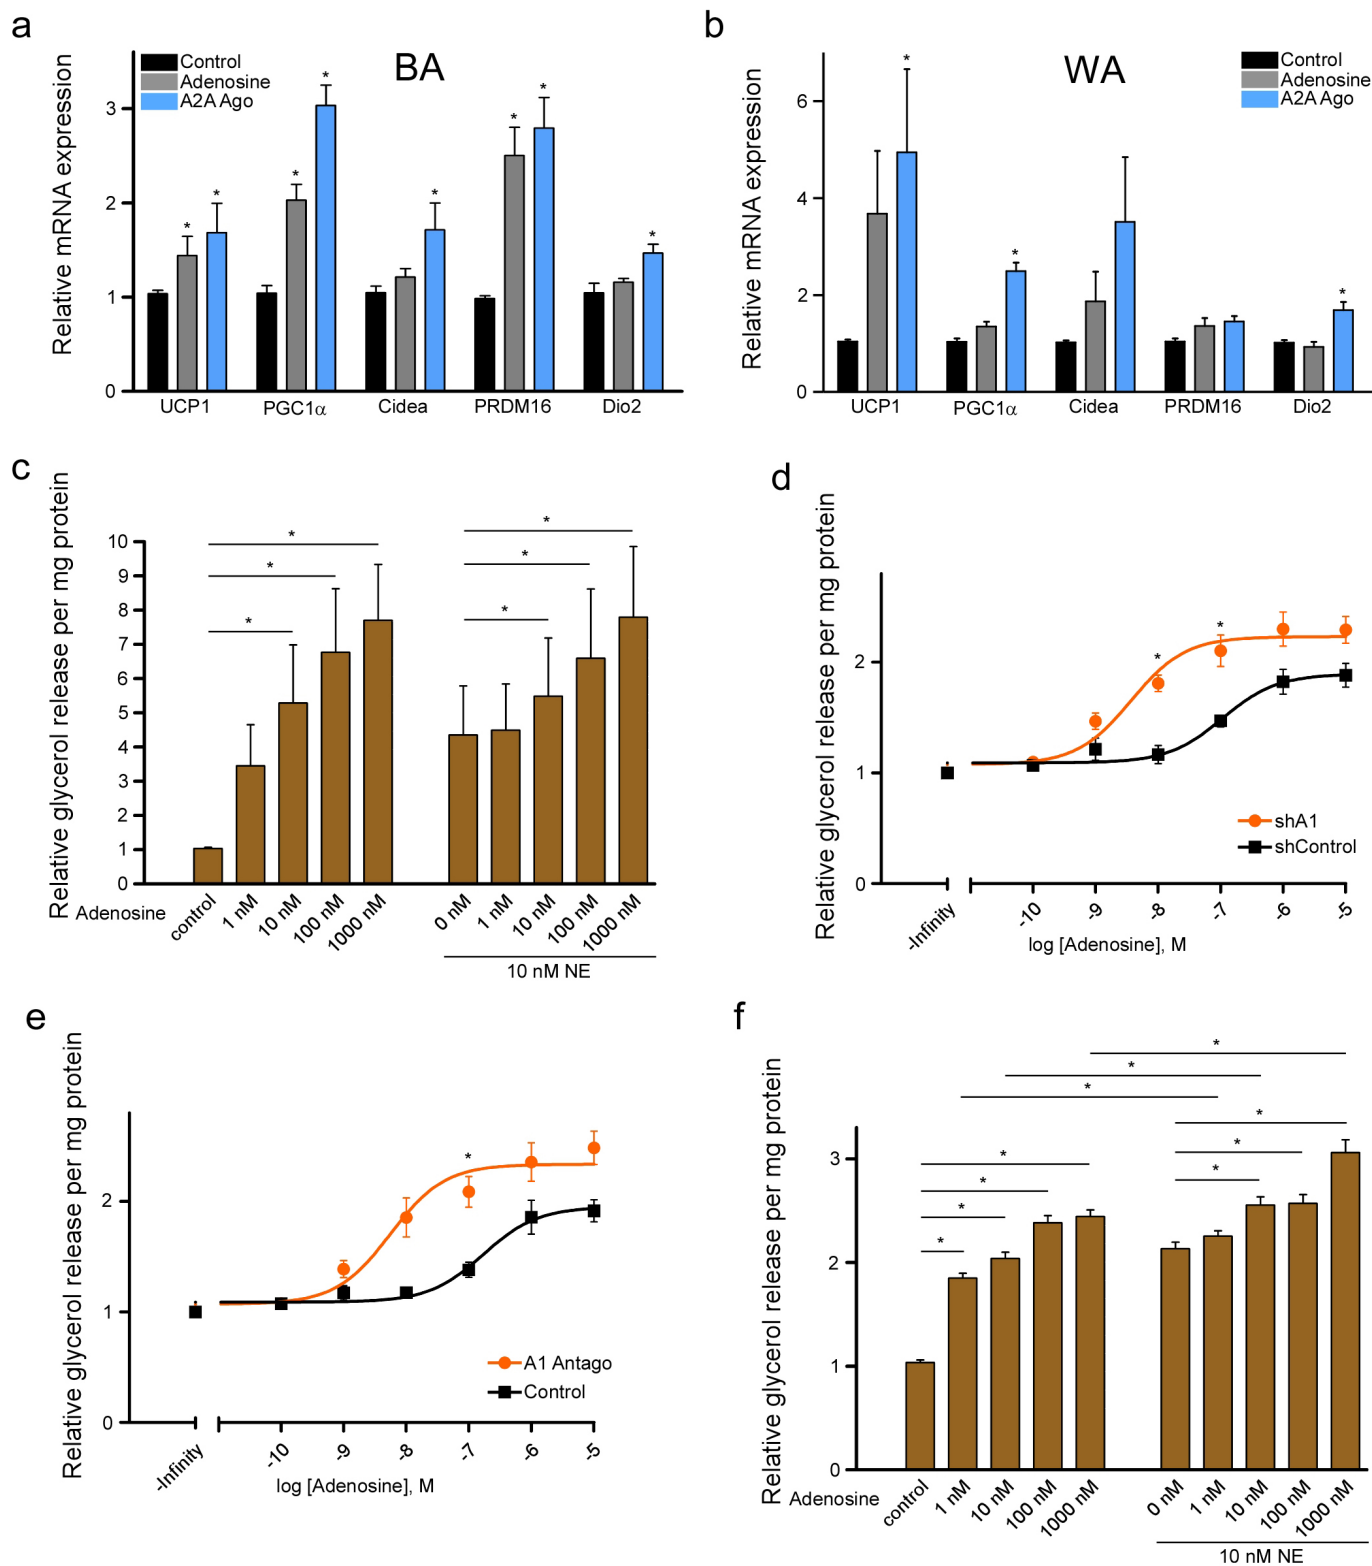 a
Control
Adenosine
A2A Ago
BA
Relative mRNA expression
3
2
1
0
*
*
*
*
*
*
*
*
UCP1 PGC1α Cidea PRDM16 Dio2
b
Control
Adenosine
A2A Ago
WA
Relative mRNA expression
6
4
2
0
*
*
*
UCP1 PGC1α Cidea PRDM16 Dio2
c
Relative glycerol release per mg protein
10
9
8
7
6
5
4
3
2
1
0
*
*
*
*
*
*
Adenosine
control 1 nM 10 nM 100 nM 1000 nM 0 nM 1 nM 10 nM 100 nM 1000 nM
10 nM NE
d
Relative glycerol release per mg protein
2
1
0
*
*
shA1
shControl
-Infinity -10 -9 -8 -7 -6 -5
log [Adenosine], M
e
Relative glycerol release per mg protein
2
1
0
*
A1 Antago
Control
-Infinity -10 -9 -8 -7 -6 -5
log [Adenosine], M
f
Relative glycerol release per mg protein
3
2
1
0
*
*
*
*
*
*
*
*
*
*
Adenosine
control 1 nM 10 nM 100 nM 1000 nM 0 nM 1 nM 10 nM 100 nM 1000 nM
10 nM NE